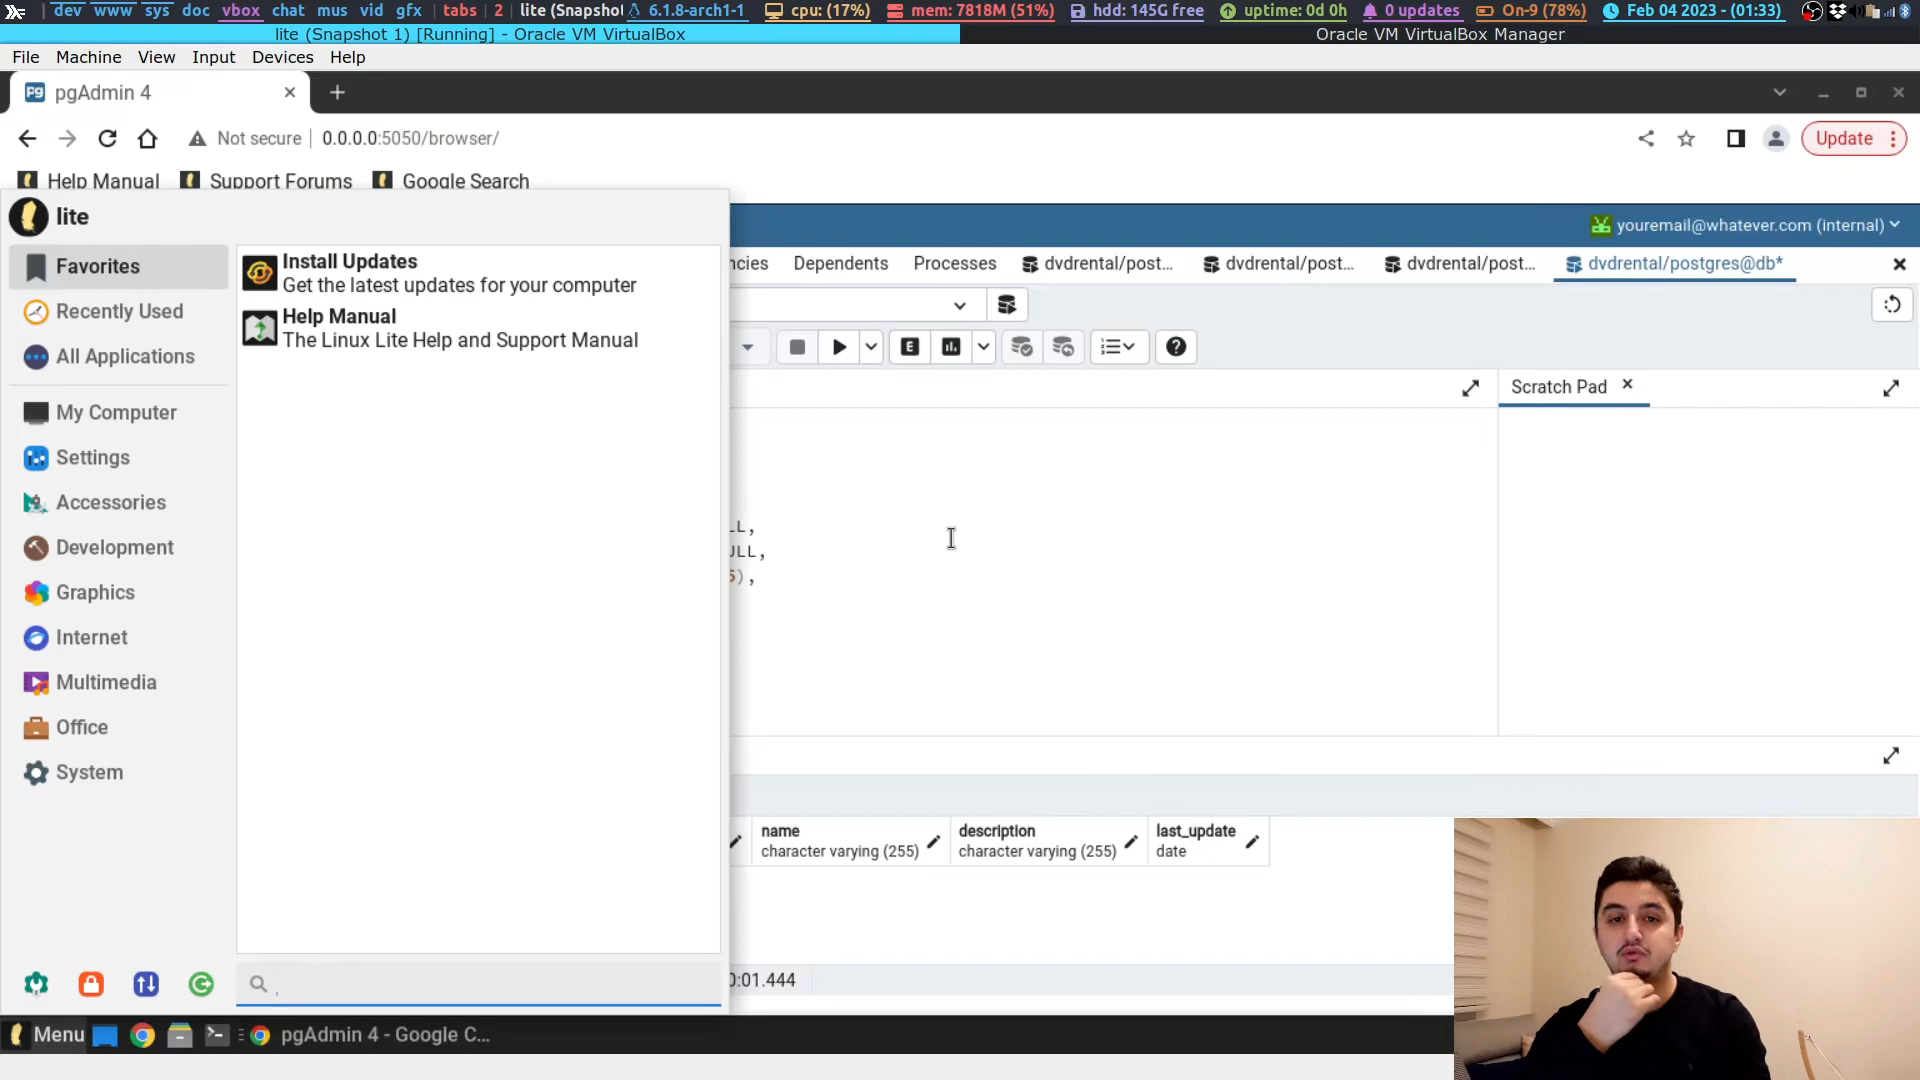 dev www sys doc vbox chat mus vid gfx tabs 2 lite (Snapshot 6.1.8-arch1-1 cpu: (17%) mem: 7818M (51%) hdd: 145G free uptime: 0d 0h 0 updates On-9 (78%) Feb 04 2023 - (01:33)
lite (Snapshot 1) [Running] - Oracle VM VirtualBox Oracle VM VirtualBox Manager
File Machine View Input Devices Help
pgAdmin 4
Not secure 0.0.0.0:5050/browser/ Update
Help Manual Support Forums Google Search
lite
youremail@whatever.com (internal)
ncies Dependents Processes dvdrental/post... dvdrental/post... dvdrental/post... dvdrental/postgres@db*
Favorites
Install Updates
Get the latest updates for your computer
Recently Used
Help Manual
The Linux Lite Help and Support Manual
All Applications
E
Scratch Pad
My Computer
Settings
Accessories
LL,
Development
ULL,
5),
Graphics
Internet
Multimedia
Office
System
name
character varying (255)
description
character varying (255)
last_update
date
0:01.444
Menu pgAdmin 4 - Google C...